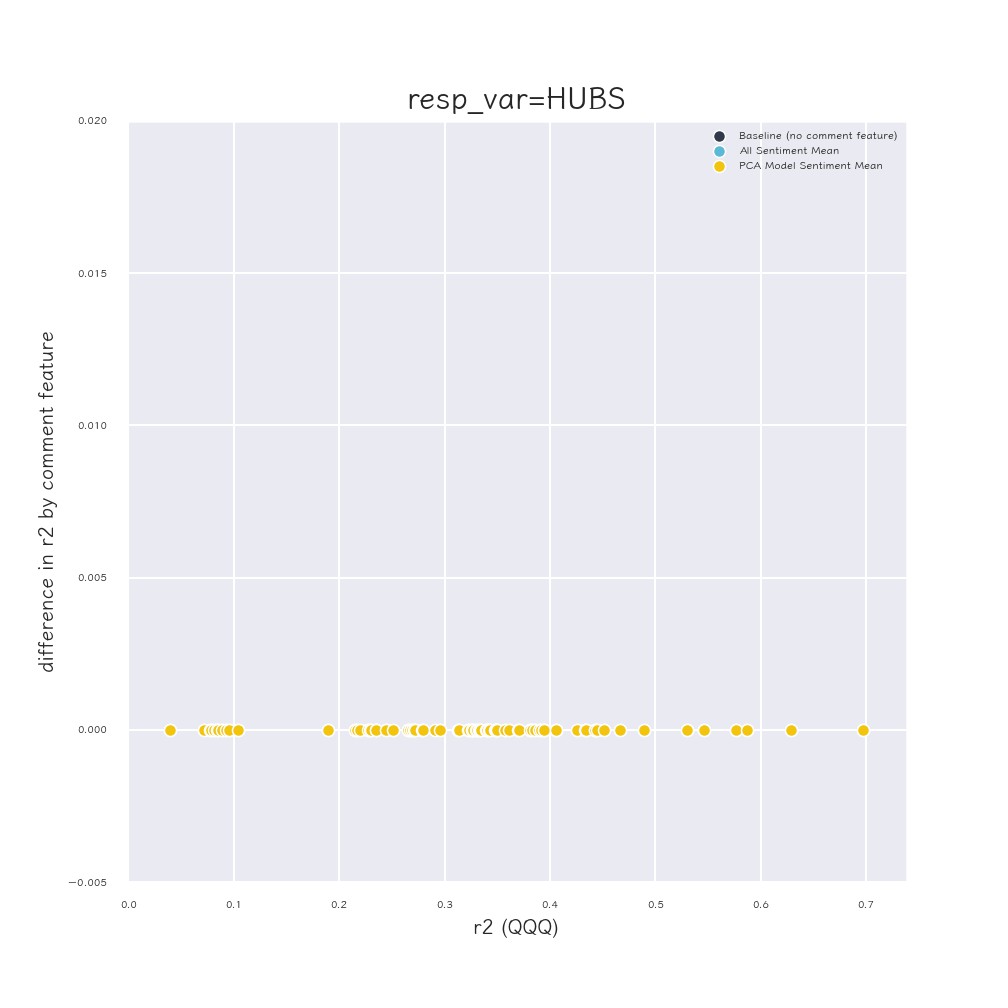 resp_var=HUBS
0.020
Baseline (no comment feature)
All Sentiment Mean
PCA Model Sentiment Mean
0.015
0.010
0.005
0.000
−0.005
difference in r2 by comment feature
0.0 0.1 0.2 0.3 0.4 0.5 0.6 0.7
r2 (QQQ)